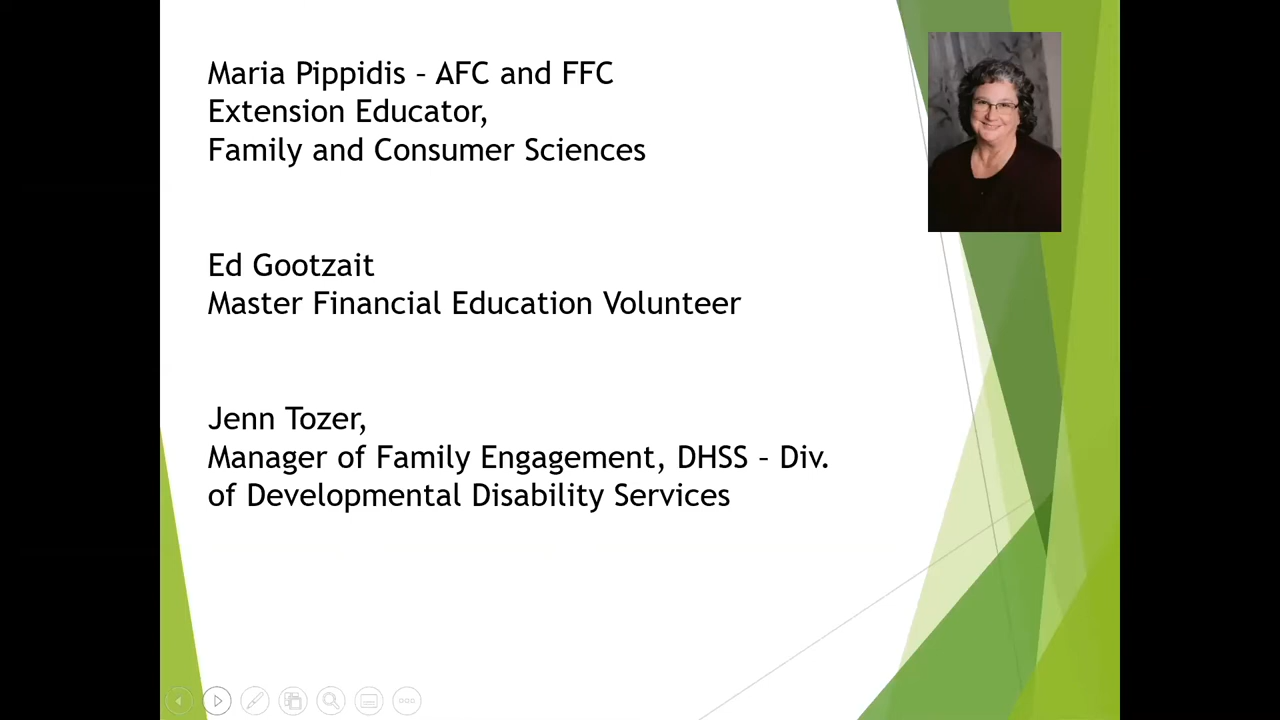 Maria Pippidis – AFC and FFC
Extension Educator,
Family and Consumer Sciences
Ed Gootzait
Master Financial Education Volunteer
Jenn Tozer,
Manager of Family Engagement, DHSS – Div.
of Developmental Disability Services